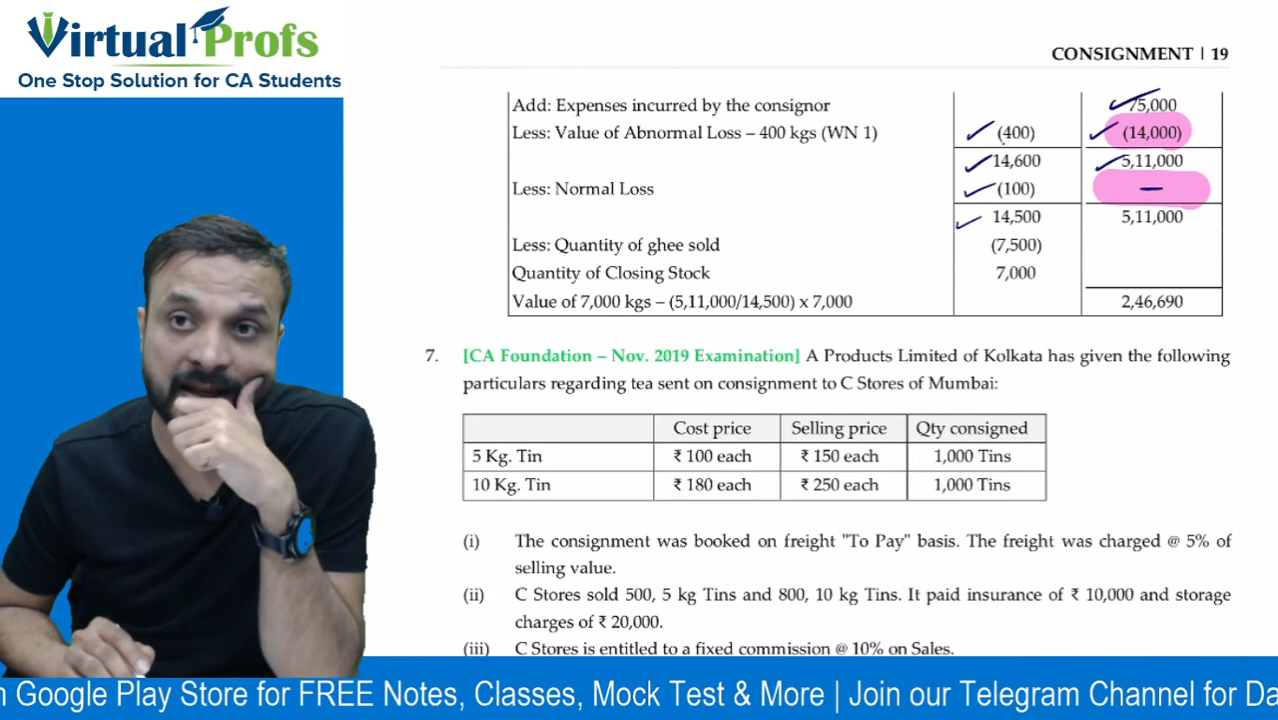 Virtual Profs
One Stop Solution for CA Students
CONSIGNMENT | 19
Add: Expenses incurred by the consignor 75,000
Less: Value of Abnormal Loss – 400 kgs (WN 1) (400) (14,000)
14,600 5,11,000
Less: Normal Loss (100) —
14,500 5,11,000
Less: Quantity of ghee sold (7,500)
Quantity of Closing Stock 7,000
Value of 7,000 kgs – (5,11,000/14,500) x 7,000 2,46,690
7. [CA Foundation – Nov. 2019 Examination] A Products Limited of Kolkata has given the following
particulars regarding tea sent on consignment to C Stores of Mumbai:
Cost price Selling price Qty consigned
5 Kg. Tin ₹ 100 each ₹ 150 each 1,000 Tins
10 Kg. Tin ₹ 180 each ₹ 250 each 1,000 Tins
(i) The consignment was booked on freight "To Pay" basis. The freight was charged @ 5% of
selling value.
(ii) C Stores sold 500, 5 kg Tins and 800, 10 kg Tins. It paid insurance of ₹ 10,000 and storage
charges of ₹ 20,000.
(iii) C Stores is entitled to a fixed commission @ 10% on Sales.
n Google Play Store for FREE Notes, Classes, Mock Test & More | Join our Telegram Channel for Da